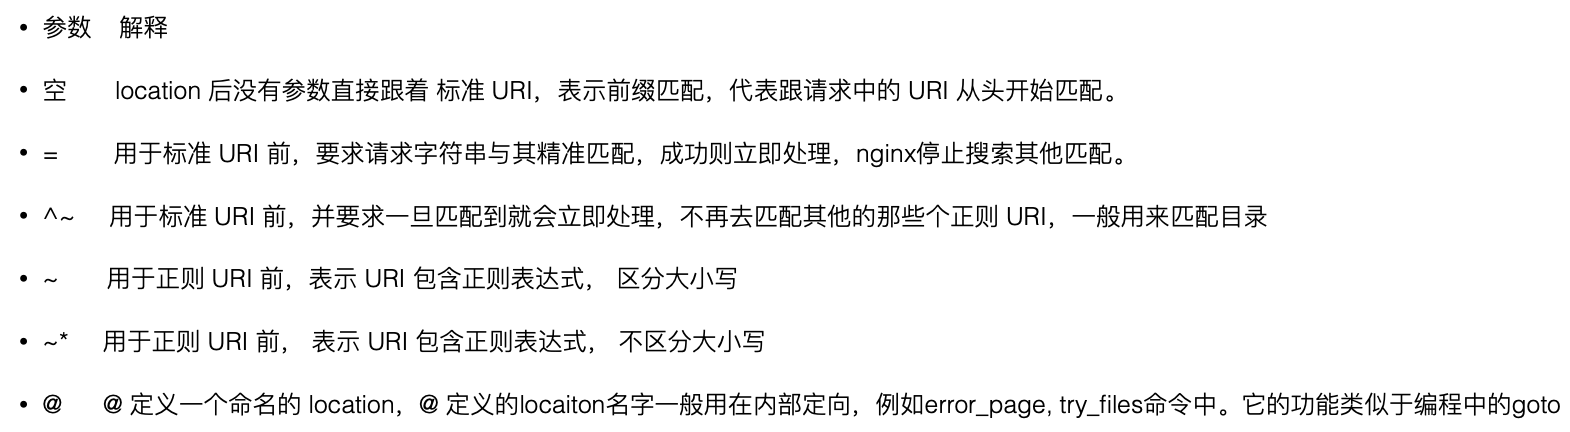 • 参数 解释
• 空 location 后没有参数直接跟着 标准 URI，表示前缀匹配，代表跟请求中的 URI 从头开始匹配。
• = 用于标准 URI 前，要求请求字符串与其精准匹配，成功则立即处理，nginx停止搜索其他匹配。
• ^~ 用于标准 URI 前，并要求一旦匹配到就会立即处理，不再去匹配其他的那些个正则 URI，一般用来匹配目录
• ~ 用于正则 URI 前，表示 URI 包含正则表达式， 区分大小写
• ~* 用于正则 URI 前， 表示 URI 包含正则表达式， 不区分大小写
• @ @ 定义一个命名的 location，@ 定义的locaiton名字一般用在内部定向，例如error_page, try_files命令中。它的功能类似于编程中的goto